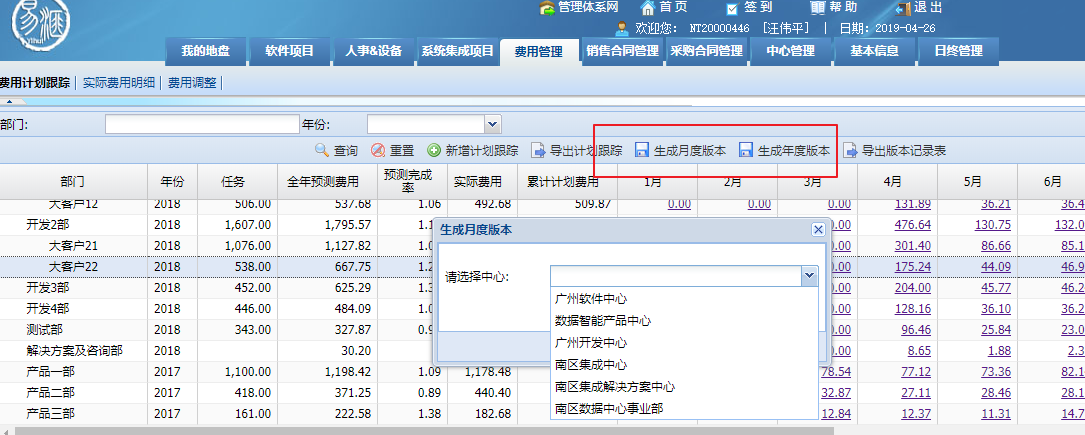 易汇
Yihui
管理体系网 首 页 签 到 帮 助 退 出
欢迎您: NT20000446 [汪伟平] | 日期: 2019-04-26
我的地盘 软件项目 人事&设备 系统集成项目 费用管理 销售合同管理 采购合同管理 中心管理 基本信息 日终管理
费用计划跟踪 | 实际费用明细 | 费用调整 |
部门: 年份:
查询 重置 新增计划跟踪 导出计划跟踪 生成月度版本 生成年度版本 导出版本记录表
部门 年份 任务 全年预测费用 预测完成率 实际费用 累计计划费用 1月 2月 3月 4月 5月 6月
大客户12 2018 506.00 537.68 1.06 492.68 509.87 0.00 0.00 0.00 131.89 36.21 36.4
开发2部 2018 1,607.00 1,795.57 1.1 0.00 476.64 130.75 132.0
大客户21 2018 1,076.00 1,127.82 1.0 0.00 301.40 86.66 85.1
大客户22 2018 538.00 667.75 1.2 0.00 175.24 44.09 46.9
开发3部 2018 452.00 625.29 1.3 0.00 204.00 45.77 46.2
开发4部 2018 446.00 484.09 1.0 0.00 128.16 36.10 36.2
测试部 2018 343.00 327.87 0.9 0.00 96.46 25.84 23.0
解决方案及咨询部 2018 30.20 0.00 8.65 1.88 2.3
产品一部 2017 1,100.00 1,198.42 1.09 1,178.48 78.54 77.12 73.36 82.1
产品二部 2017 418.00 371.25 0.89 440.40 32.87 27.11 28.46 28.1
产品三部 2017 161.00 222.58 1.38 182.68 12.84 12.37 11.31 14.7
生成月度版本
请选择中心:
广州软件中心
数据智能产品中心
广州开发中心
南区集成中心
南区集成解决方案中心
南区数据中心事业部